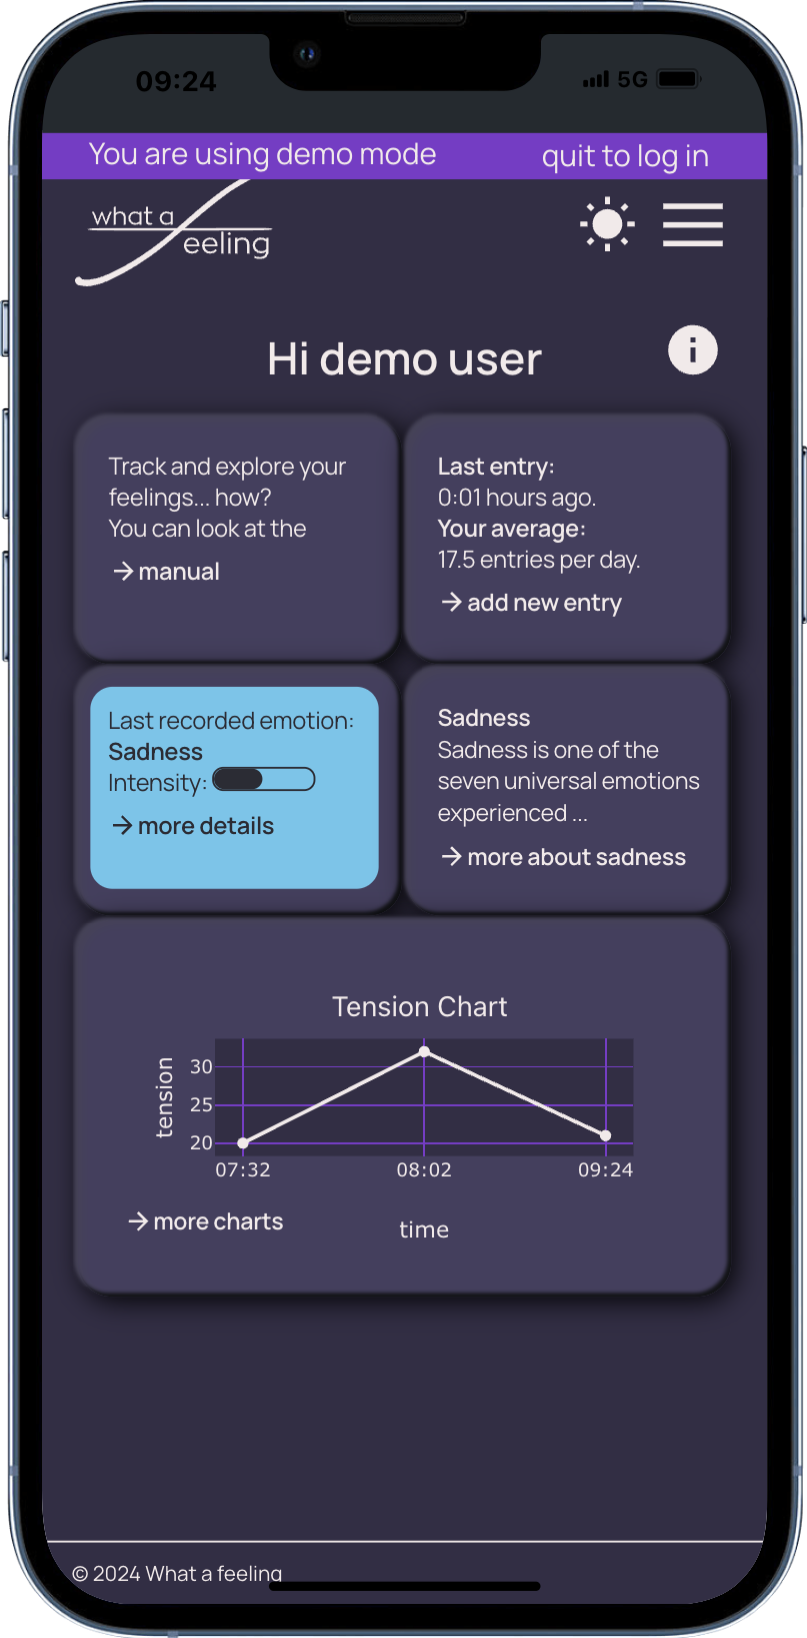 09:24 5G
You are using demo mode quit to log in
what a
eeling
Hi demo user
Track and explore your
feelings... how?
You can look at the
→ manual
Last entry:
0:01 hours ago.
Your average:
17.5 entries per day.
→ add new entry
Last recorded emotion:
Sadness
Intensity:
→ more details
Sadness
Sadness is one of the
seven universal emotions
experienced ...
→ more about sadness
Tension Chart
tension
30
25
20
07:32 08:02 09:24
time
→ more charts
© 2024 What a feeling